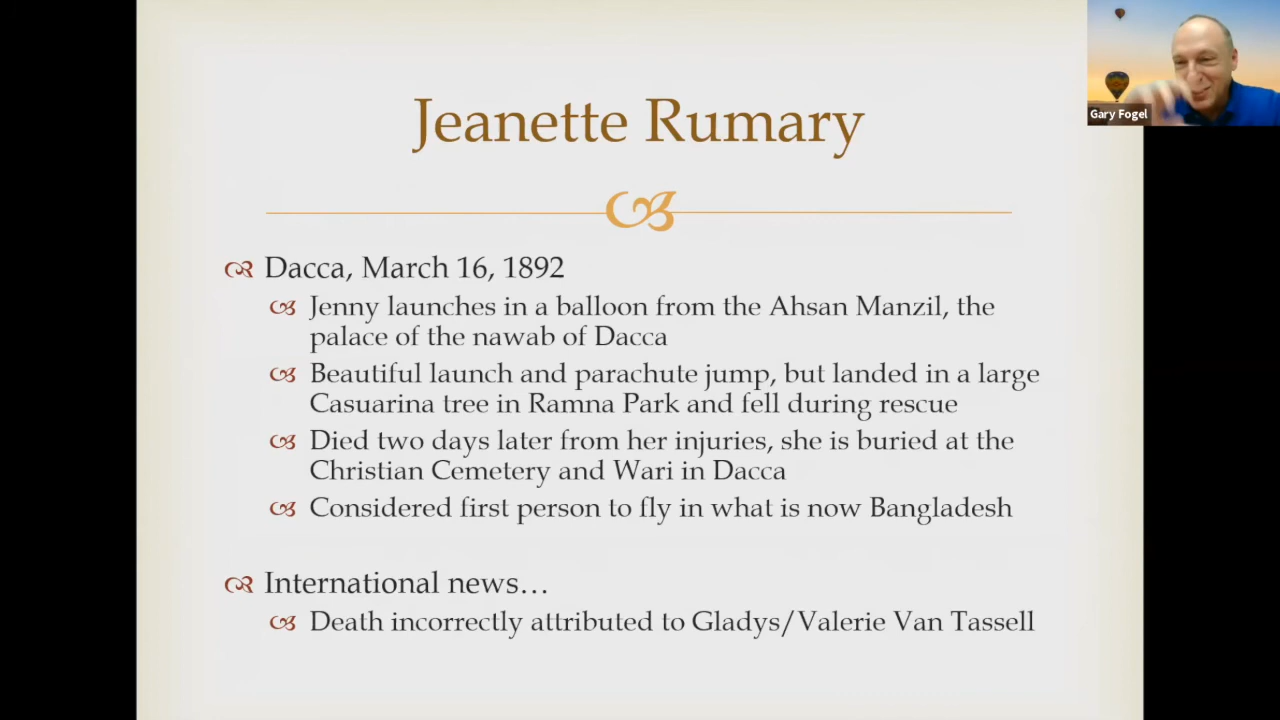 Jeanette Rumary
Dacca, March 16, 1892
Jenny launches in a balloon from the Ahsan Manzil, the
palace of the nawab of Dacca
Beautiful launch and parachute jump, but landed in a large
Casuarina tree in Ramna Park and fell during rescue
Died two days later from her injuries, she is buried at the
Christian Cemetery and Wari in Dacca
Considered first person to fly in what is now Bangladesh
International news…
Death incorrectly attributed to Gladys/Valerie Van Tassell
Gary Fogel